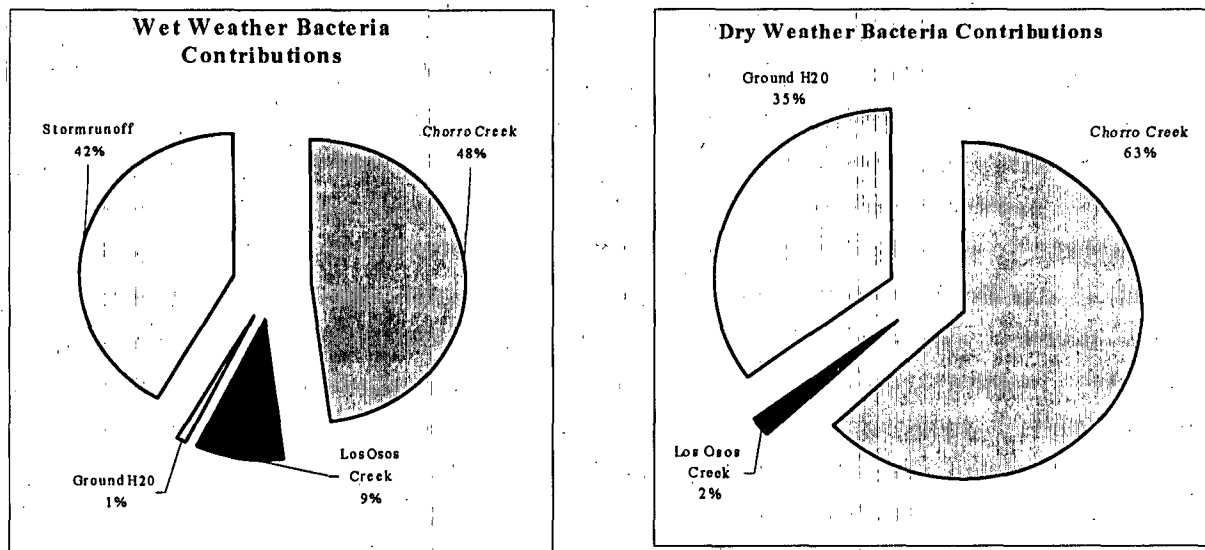 Wet Weather Bacteria
Contributions
Stormrunoff
42%
Chorro Creek
48%
Los Osos
Creek
9%
Ground H20
1%
Dry Weather Bacteria Contributions
Ground H20
35%
Chorro Creek
63%
Los Osos
Creek
2%